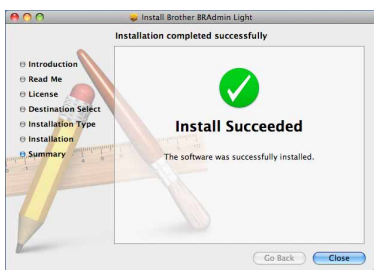 Install Brother BRAdmin Light
Installation completed successfully
Introduction
Read Me
License
Destination Select
Installation Type
Installation
Summary
Install Succeeded
The software was successfully installed.
Go Back
Close